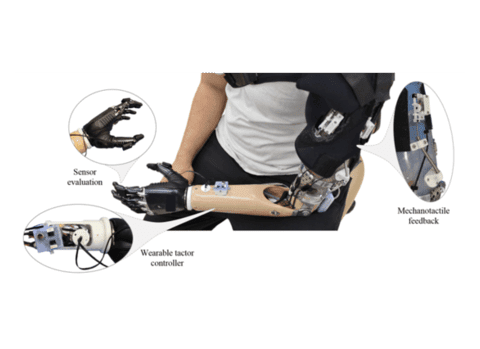 Sensor
evaluation
Mechanotactile
feedback
Wearable tactor
controller